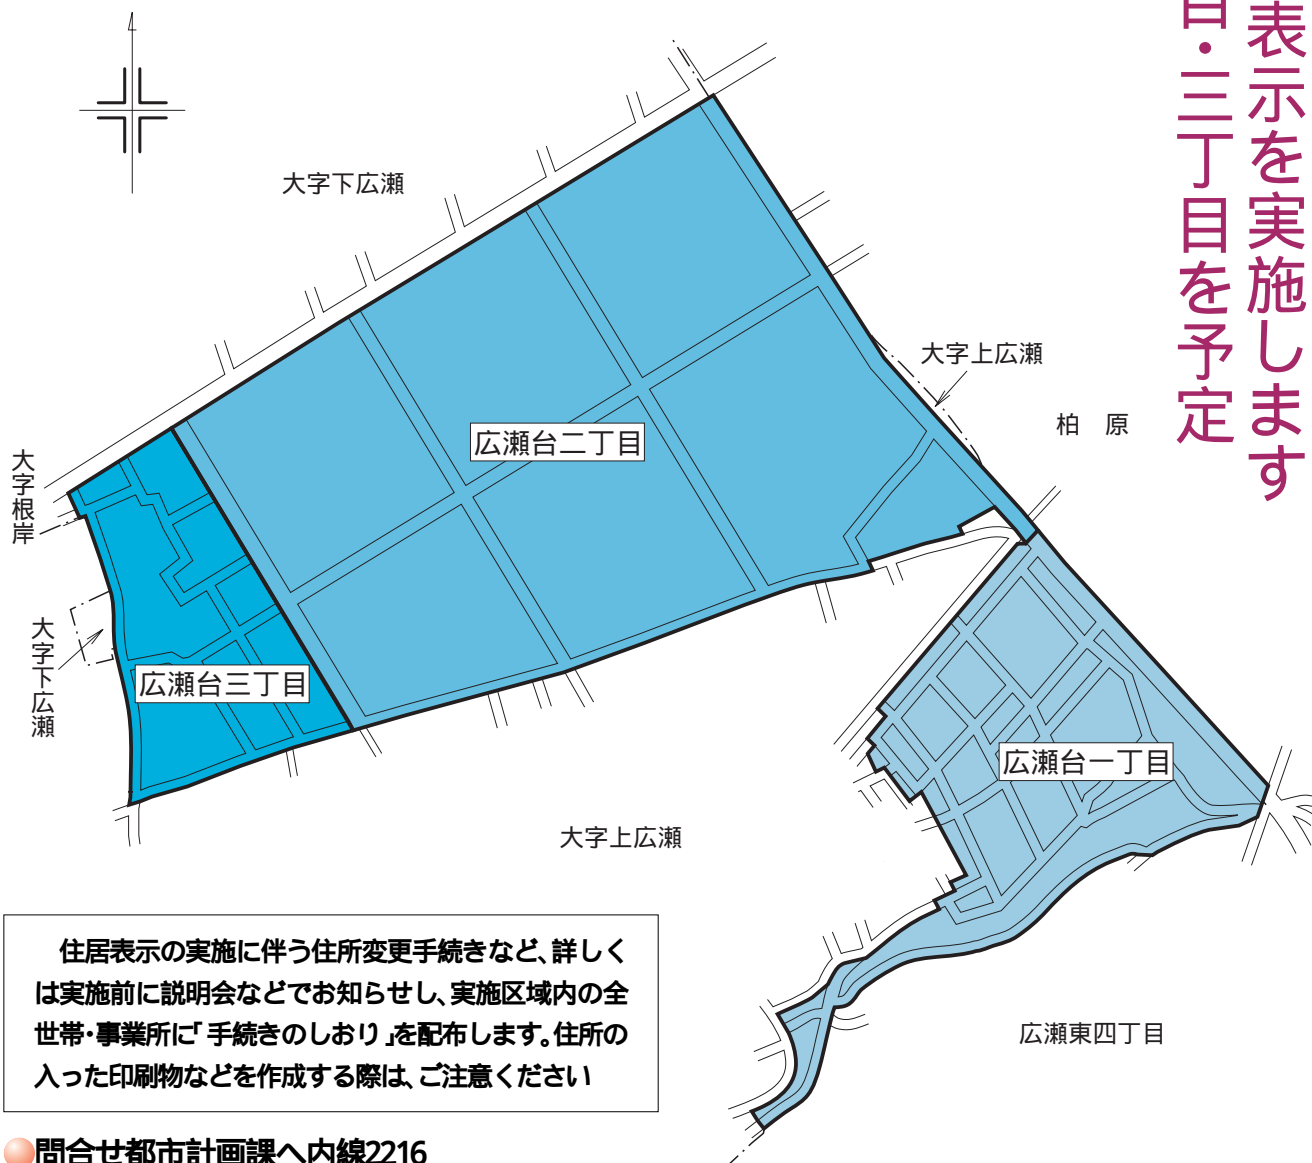 表示を実施します
目・三丁目を予定
大字下広瀬
大字上広瀬
柏原
広瀬台二丁目
大字根岸
大字下広瀬
広瀬台三丁目
広瀬台一丁目
大字上広瀬
広瀬東四丁目
住居表示の実施に伴う住所変更手続きなど、詳しく
は実施前に説明会などでお知らせし、実施区域内の全
世帯・事業所に「手続きのしおり」を配布します。住所の
入った印刷物などを作成する際は、ご注意ください
問合せ都市計画課へ内線2216